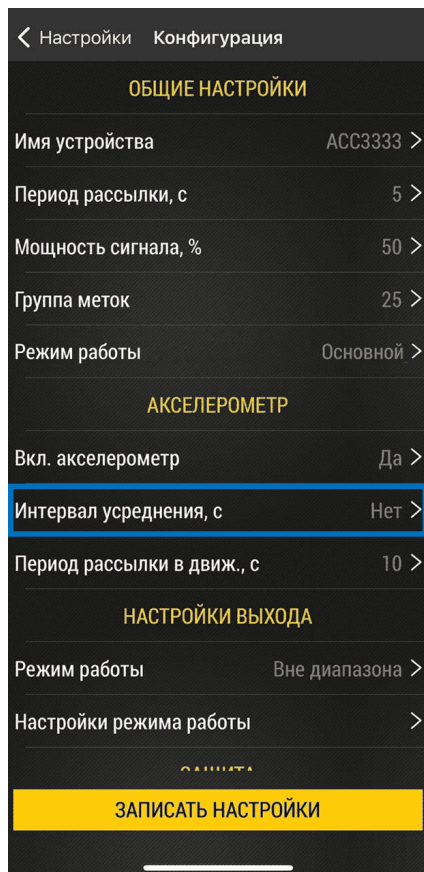 Настройки Конфигурация
ОБЩИЕ НАСТРОЙКИ
Имя устройства ACC3333
Период рассылки, с 5
Мощность сигнала, % 50
Группа меток 25
Режим работы Основной
АКСЕЛЕРОМЕТР
Вкл. акселерометр Да
Интервал усреднения, с Нет
Период рассылки в движ., с 10
НАСТРОЙКИ ВЫХОДА
Режим работы Вне диапазона
Настройки режима работы
ЗАЩИТА
ЗАПИСАТЬ НАСТРОЙКИ